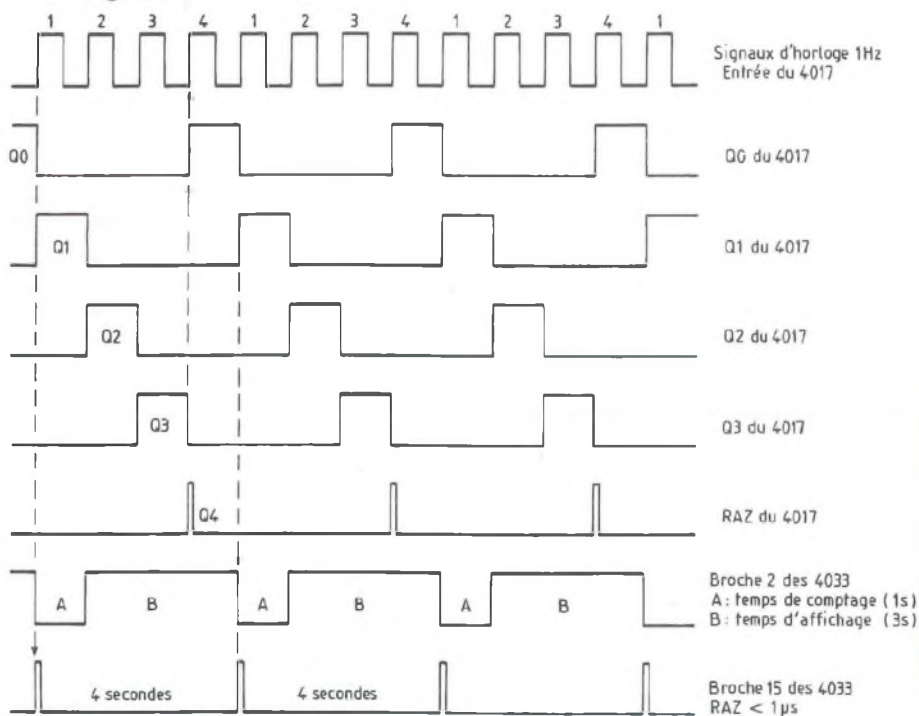 1 2 3 4 1 2 3 4 1 2 3 4 1
Signaux d'horloge 1Hz
Entrée du 4017
Q0
Q0 du 4017
Q1
Q1 du 4017
Q2
Q2 du 4017
Q3
Q3 du 4017
Q4
RAZ du 4017
A B A B A B
Broche 2 des 4033
A : temps de comptage (1s)
B : temps d'affichage (3s)
4 secondes 4 secondes
Broche 15 des 4033
RAZ < 1µs